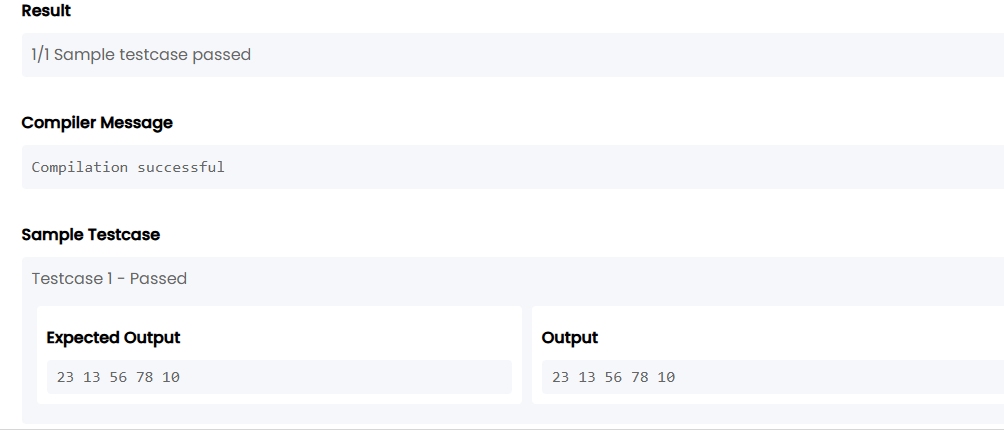 Result
1/1 Sample testcase passed
Compiler Message
Compilation successful
Sample Testcase
Testcase 1 - Passed
Expected Output
23 13 56 78 10
Output
23 13 56 78 10